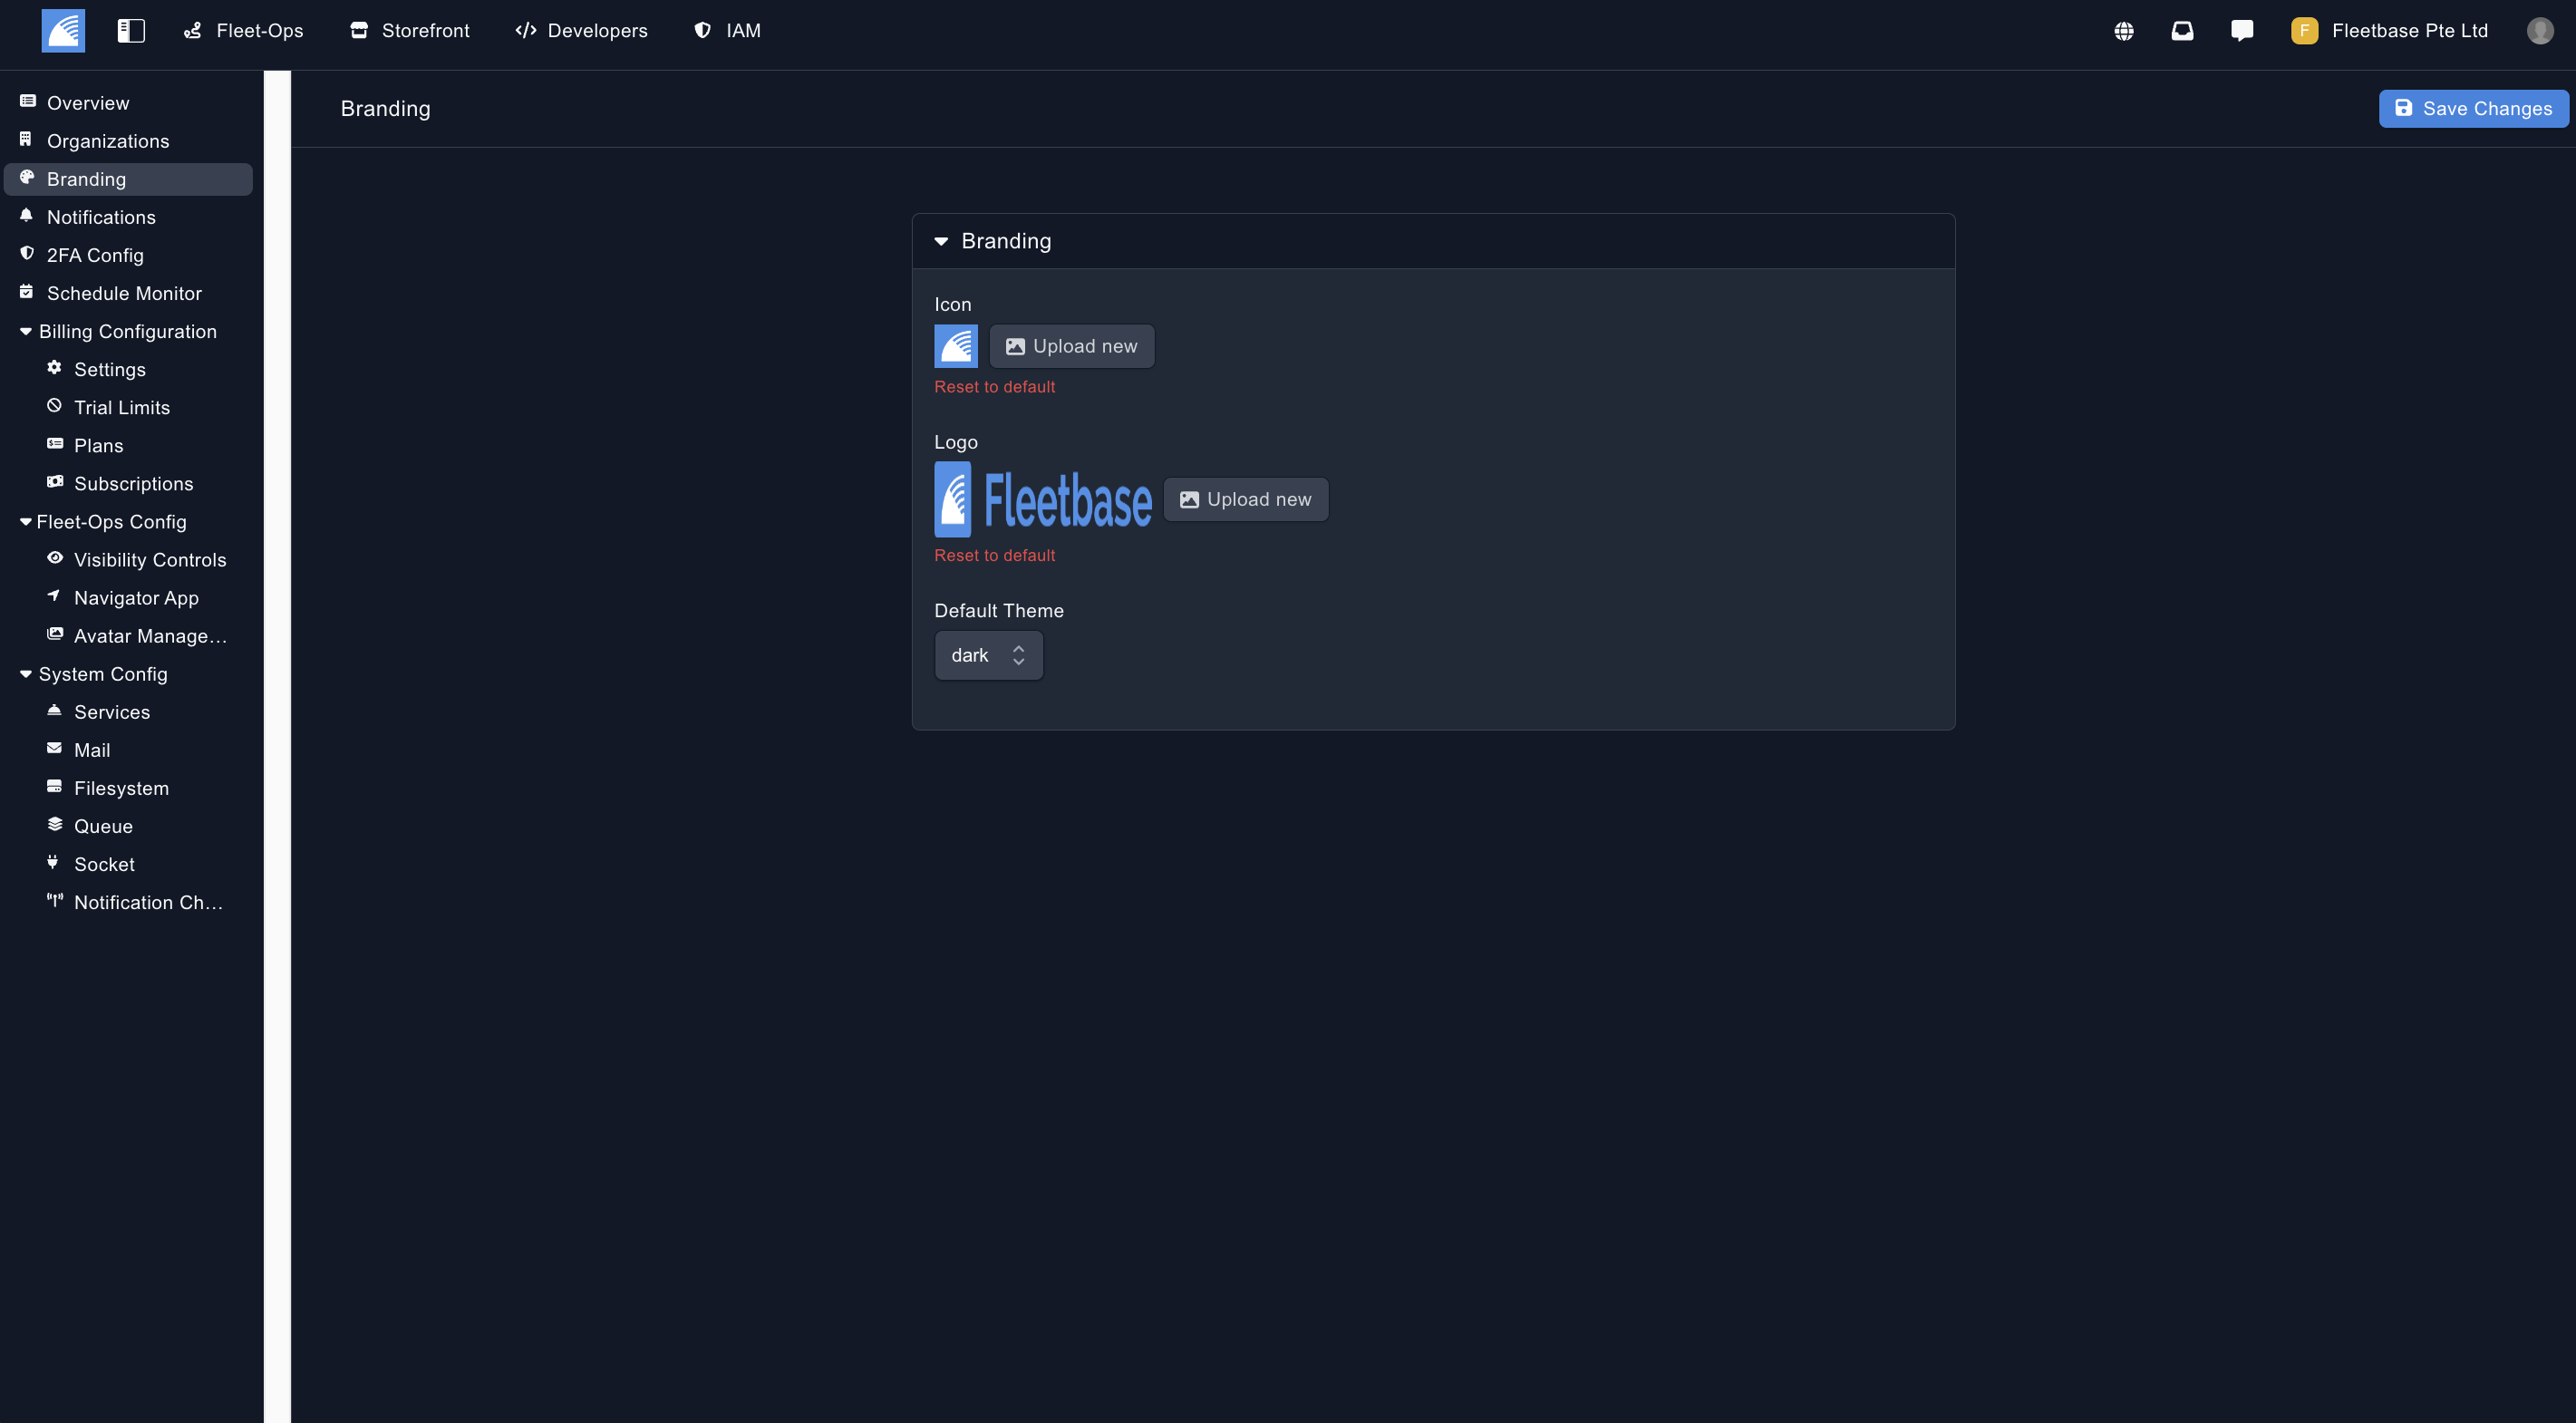 Fleet-Ops
Storefront
Developers
IAM
F
Fleetbase Pte Ltd
Overview
Organizations
Branding
Notifications
2FA Config
Schedule Monitor
Billing Configuration
Settings
Trial Limits
Plans
Subscriptions
Fleet-Ops Config
Visibility Controls
Navigator App
Avatar Manage...
System Config
Services
Mail
Filesystem
Queue
Socket
Notification Ch...
Branding
Save Changes
Branding
Icon
Upload new
Reset to default
Logo
Fleetbase
Upload new
Reset to default
Default Theme
dark